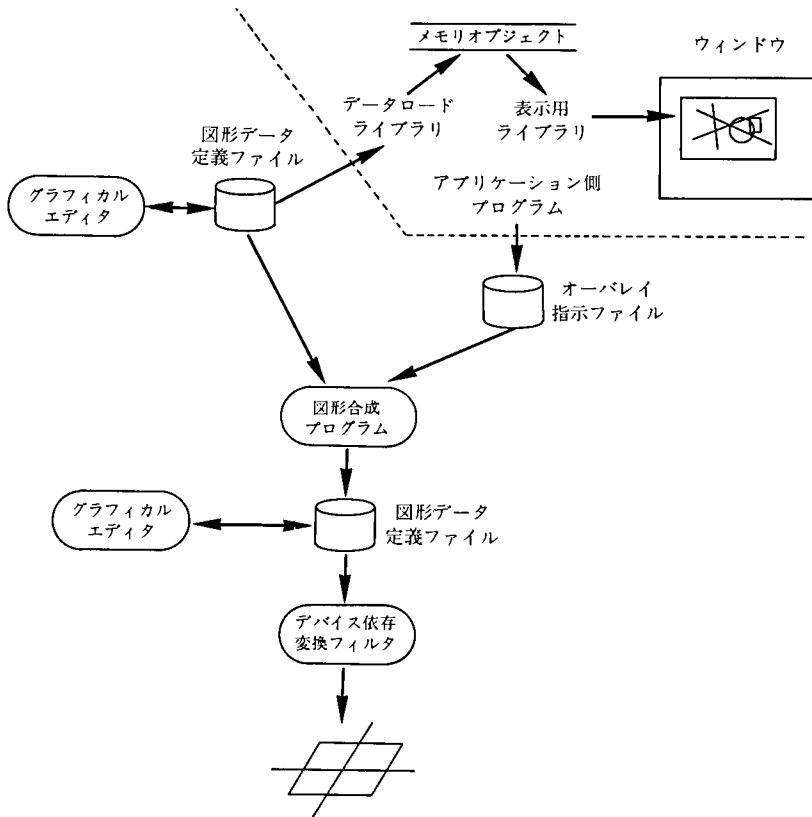 メモリオブジェクト
ウィンドウ
データロード
ライブラリ
表示用
ライブラリ
図形データ
定義ファイル
グラフィカル
エディタ
アプリケーション側
プログラム
オーバレイ
指示ファイル
図形合成
プログラム
グラフィカル
エディタ
図形データ
定義ファイル
デバイス依存
変換フィルタ